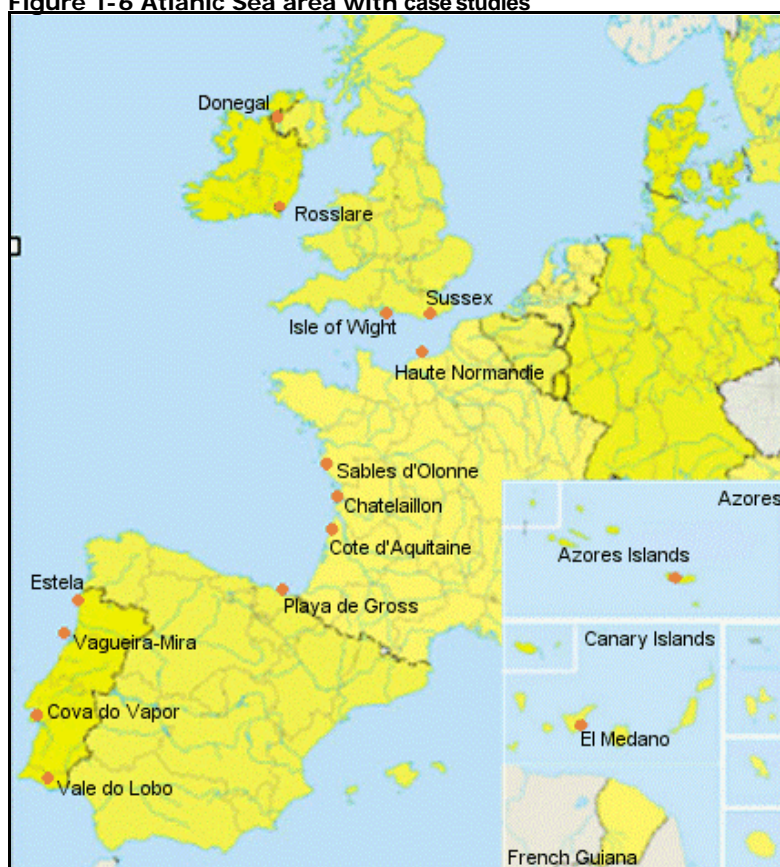 Figure 1-6 Atlanic Sea area with case studies
Donegal
Rosslare
Sussex
Isle of Wight
Haute Normandie
Sables d'Olonne
Chatelaillon
Azores
Cote d'Aquitaine
Azores Islands
Estela
Playa de Gross
Vagueira-Mira
Canary Islands
Cova do Vapor
El Medano
Vale do Lobo
French Guiana